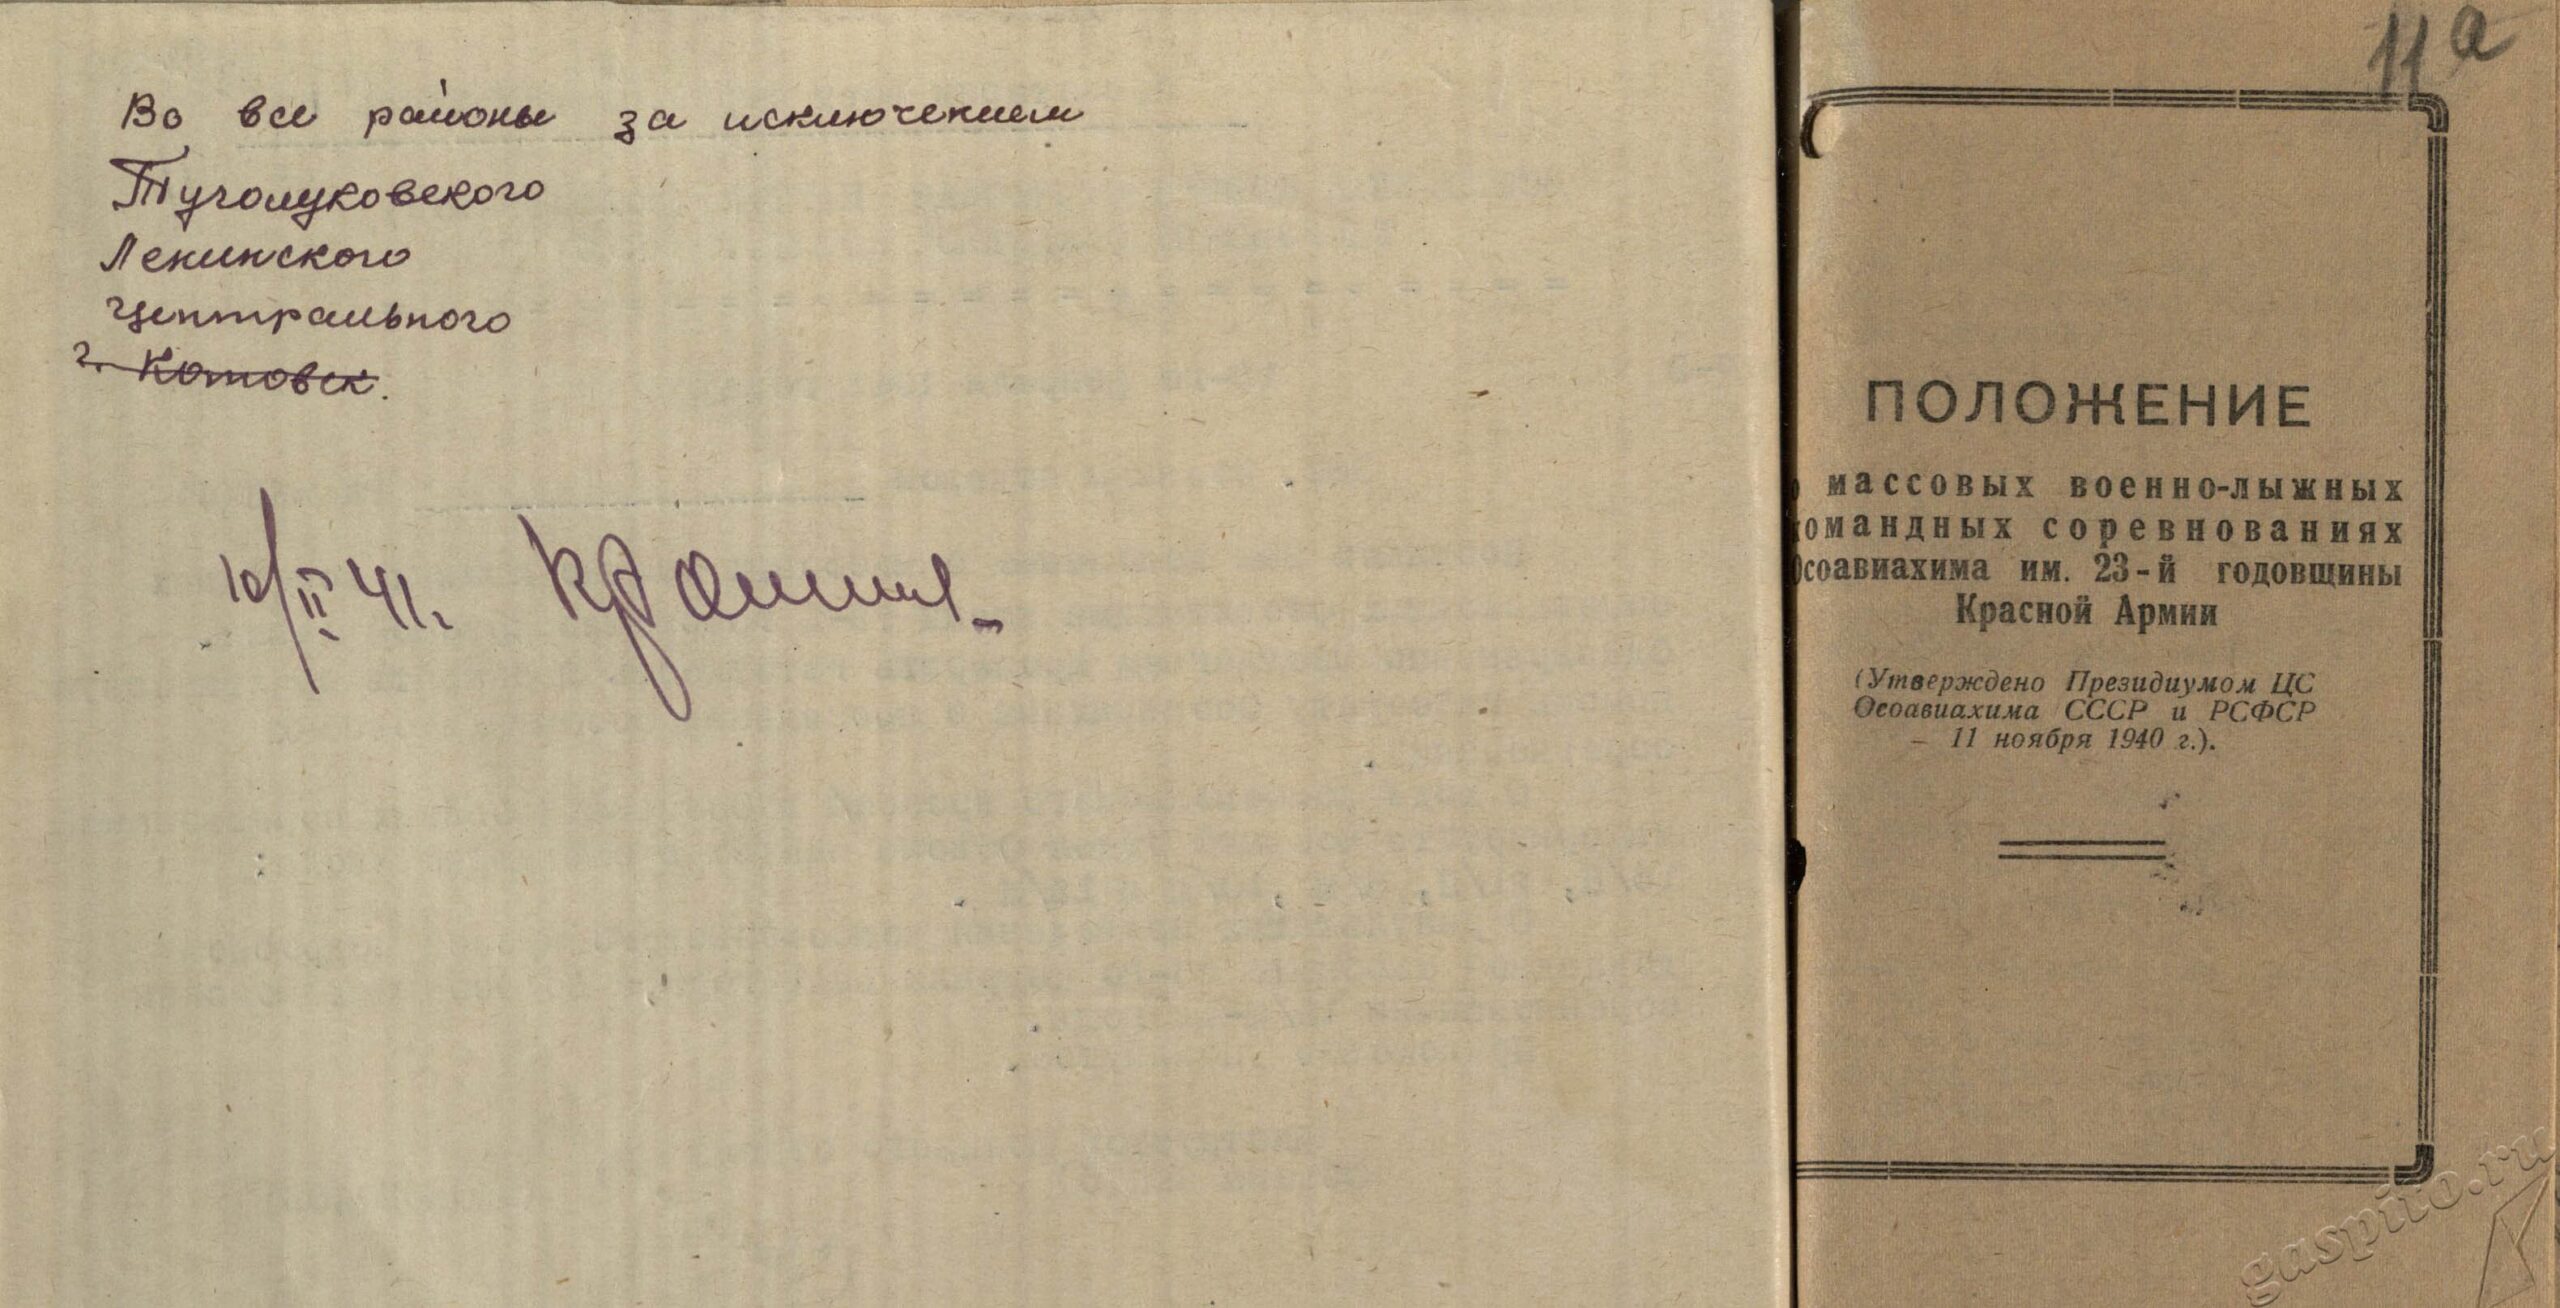 Во все районы за исключением
Туголуковского
Ленинского
Центрального
г. Котовск.
10/II 41 г.
11а
ПОЛОЖЕНИЕ
о массовых военно-лыжных
командных соревнованиях
Осоавиахима им. 23-й годовщины
Красной Армии
(Утверждено Президиумом ЦС
Осоавиахима СССР и РСФСР
– 11 ноября 1940 г.).
gaspito.ru